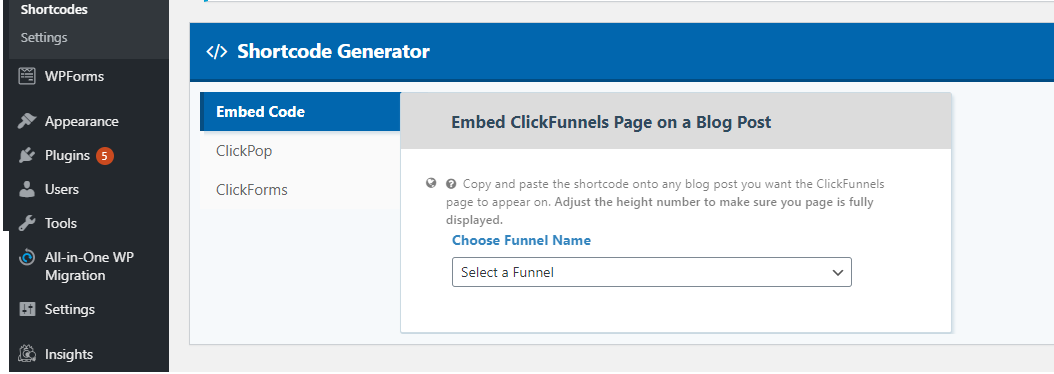 Shortcodes
Settings
WPForms
Appearance
Plugins 5
Users
Tools
All-in-One WP
Migration
Settings
Insights
</> Shortcode Generator
Embed Code
ClickPop
ClickForms
Embed ClickFunnels Page on a Blog Post
Copy and paste the shortcode onto any blog post you want the ClickFunnels
page to appear on. Adjust the height number to make sure you page is fully
displayed.
Choose Funnel Name
Select a Funnel